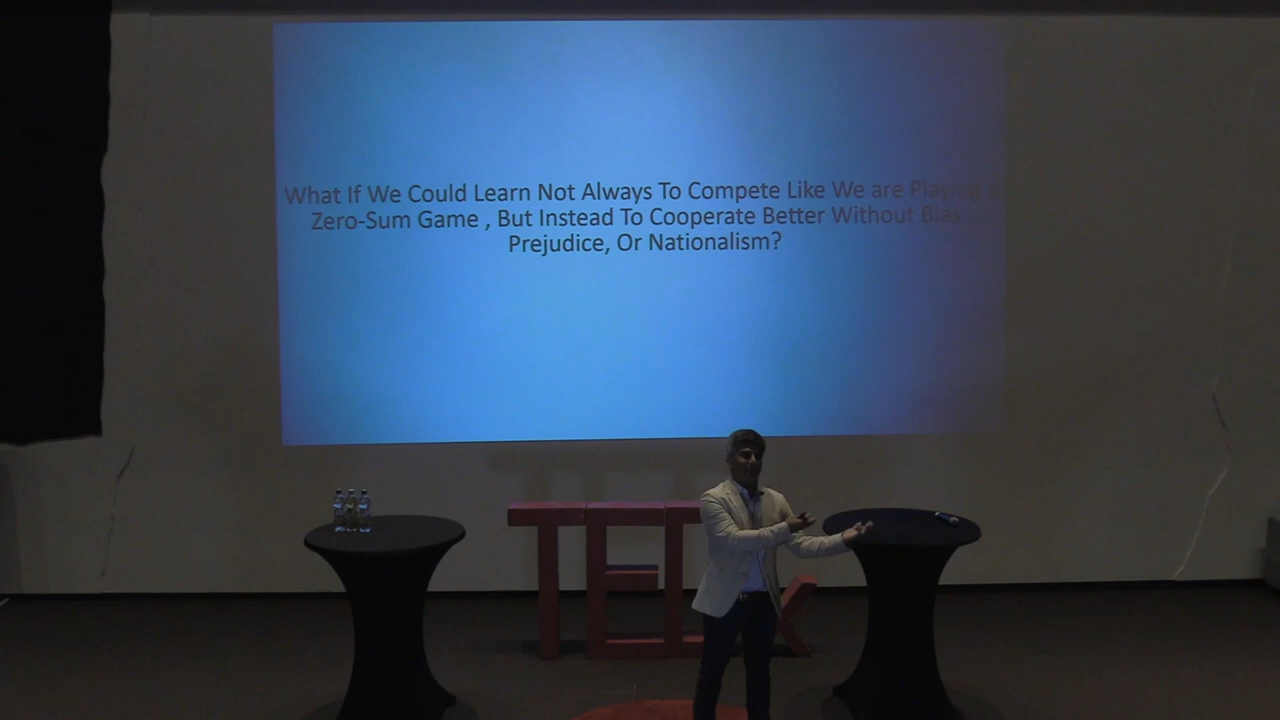 What If We Could Learn Not Always To Compete Like We are Playing a
Zero-Sum Game , But Instead To Cooperate Better Without Bias
Prejudice, Or Nationalism?
TEDx